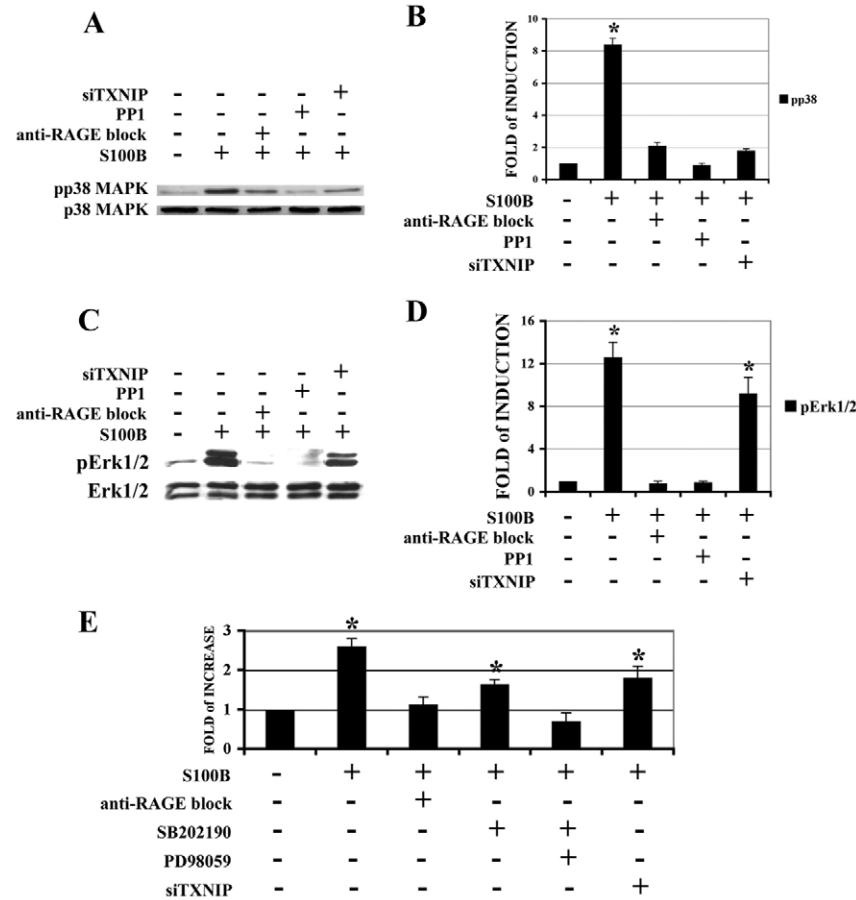 A
siTXNIP - - - - +
PP1 - - - + -
anti-RAGE block - - + - -
S100B - + + + +
pp38 MAPK
p38 MAPK
B
FOLD of INDUCTION
10
8
6
4
2
0
*
pp38
S100B - + + + +
anti-RAGE block - - + - -
PP1 - - - + -
siTXNIP - - - - +
C
siTXNIP - - - - +
PP1 - - - + -
anti-RAGE block - - + - -
S100B - + + + +
pErk1/2
Erk1/2
D
FOLD of INDUCTION
16
12
8
4
0
* *
pErk1/2
S100B - + + + +
anti-RAGE block - - + - -
PP1 - - - + -
siTXNIP - - - - +
E
FOLD of INCREASE
3
2
1
0
* * *
S100B - + + + + +
anti-RAGE block - - + - - -
SB202190 - - - + + -
PD98059 - - - - + -
siTXNIP - - - - - +